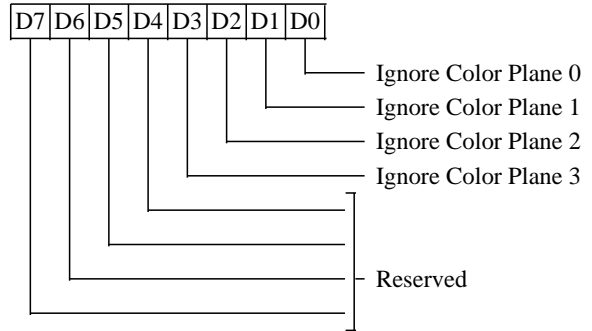 D7 D6 D5 D4 D3 D2 D1 D0
Ignore Color Plane 0
Ignore Color Plane 1
Ignore Color Plane 2
Ignore Color Plane 3
Reserved